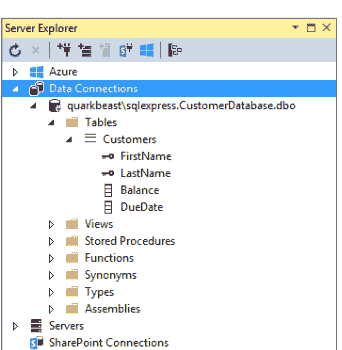 Server Explorer
Azure
Data Connections
quarkbeast\sqlexpress.CustomerDatabase.dbo
Tables
Customers
FirstName
LastName
Balance
DueDate
Views
Stored Procedures
Functions
Synonyms
Types
Assemblies
Servers
SharePoint Connections